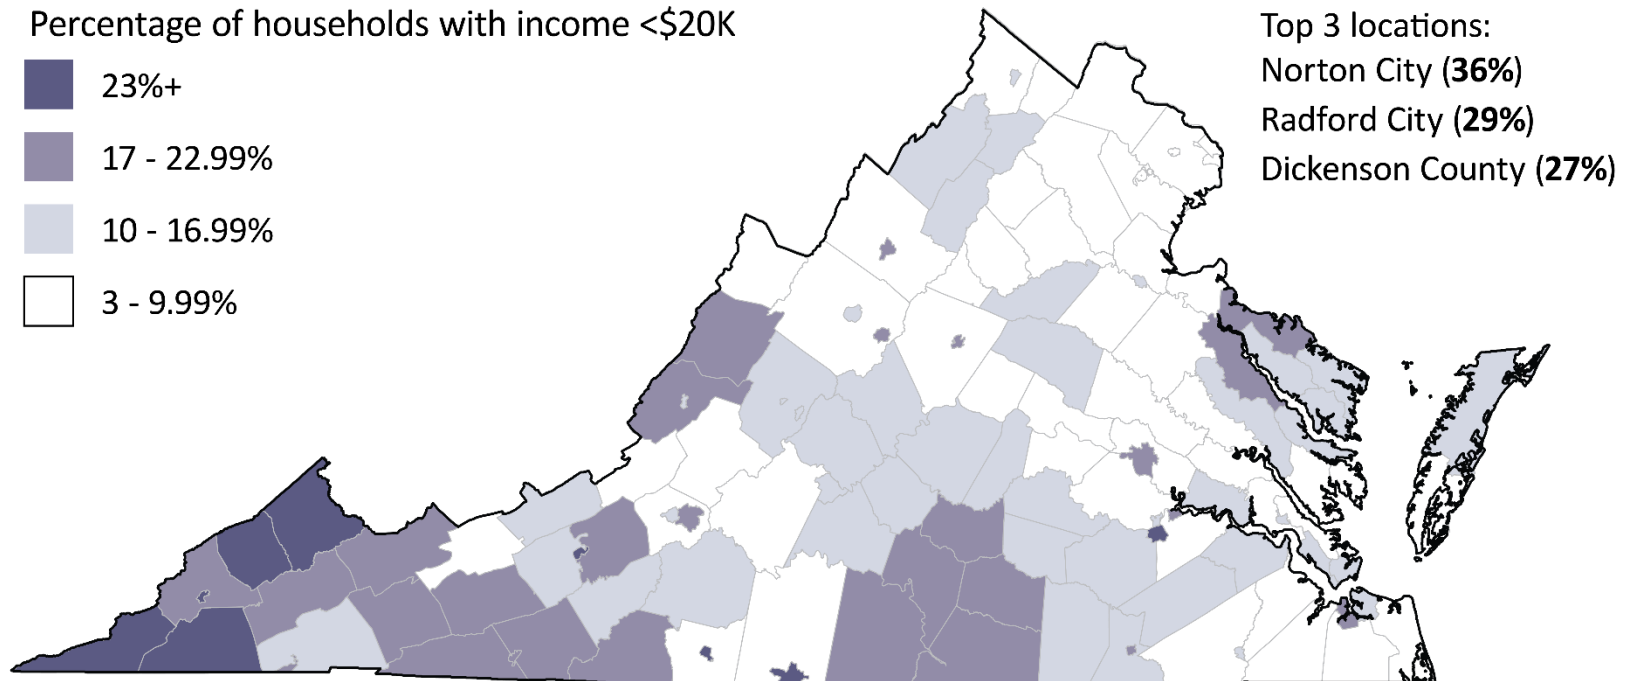 Percentage of households with income <$20K
23%+
17 - 22.99%
10 - 16.99%
3 - 9.99%
Top 3 locations:
Norton City (36%)
Radford City (29%)
Dickenson County (27%)